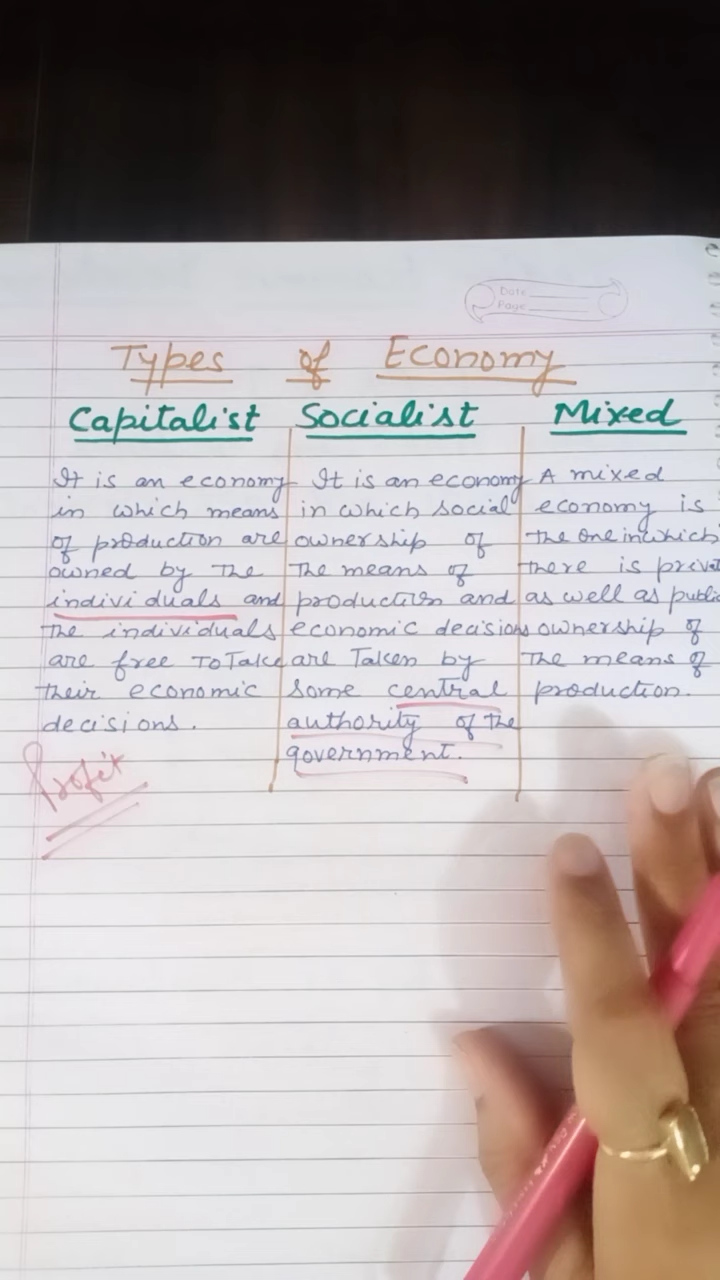 Date
Page
Types of Economy
Capitalist Socialist Mixed
It is an economy
in which means
of production are
owned by the
individuals and
the individuals
are free To Take
their economic
decisions.
Profit
It is an economy
in which social
ownership of
the means of
production and
economic decisions
are Taken by
some central
authority of the
government.
A mixed
economy is
the one in which
there is privat
as well as public
ownership of
the means of
production.